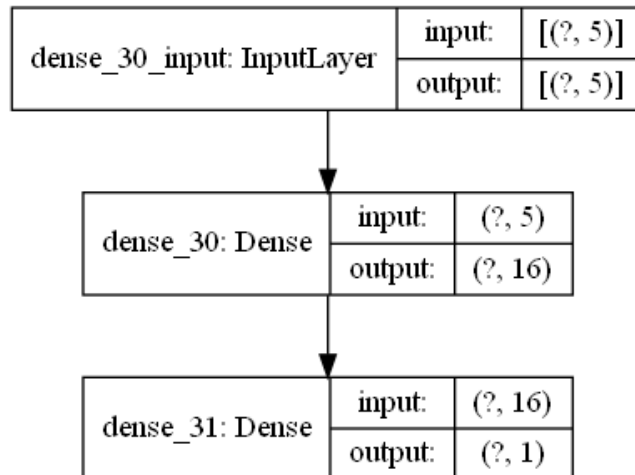 dense_30_input: InputLayer
input: [(?, 5)]
output: [(?, 5)]
dense_30: Dense
input: (?, 5)
output: (?, 16)
dense_31: Dense
input: (?, 16)
output: (?, 1)